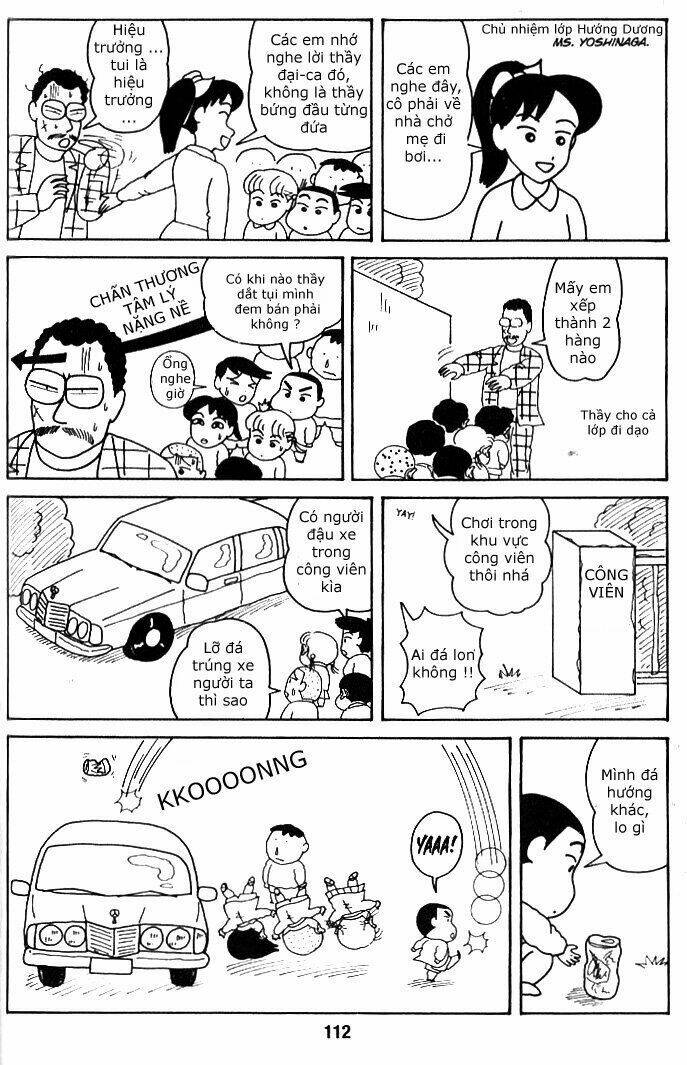 Chủ nhiệm lớp Hướng Dương
MS. YOSHINAGA.
Các em
nghe đây,
cô phải về
nhà chở
mẹ đi
bơi...
Các em nhớ
nghe lời thầy
đại-ca đó,
không là thầy
bứng đầu từng
đứa
Hiệu
trưởng ...
tui là
hiệu
trưởng
...
Mấy em
xếp
thành 2
hàng
nào
Thầy cho cả
lớp đi dạo
Có khi nào thầy
dắt tụi mình
đem bán phải
không ?
Ổng
nghe
giờ
CHẤN THƯƠNG
TÂM LÝ
NẶNG NỀ
CÔNG
VIÊN
Chơi trong
khu vực
công viên
thôi nhá
YAY!
Ai đá lon
không !!
Có người
đậu xe
trong
công viên
kìa
Lỡ đá
trúng xe
người ta
thì sao
Mình đá
hướng
khác,
lo gì
YAAA!
KKOOOONNG
112